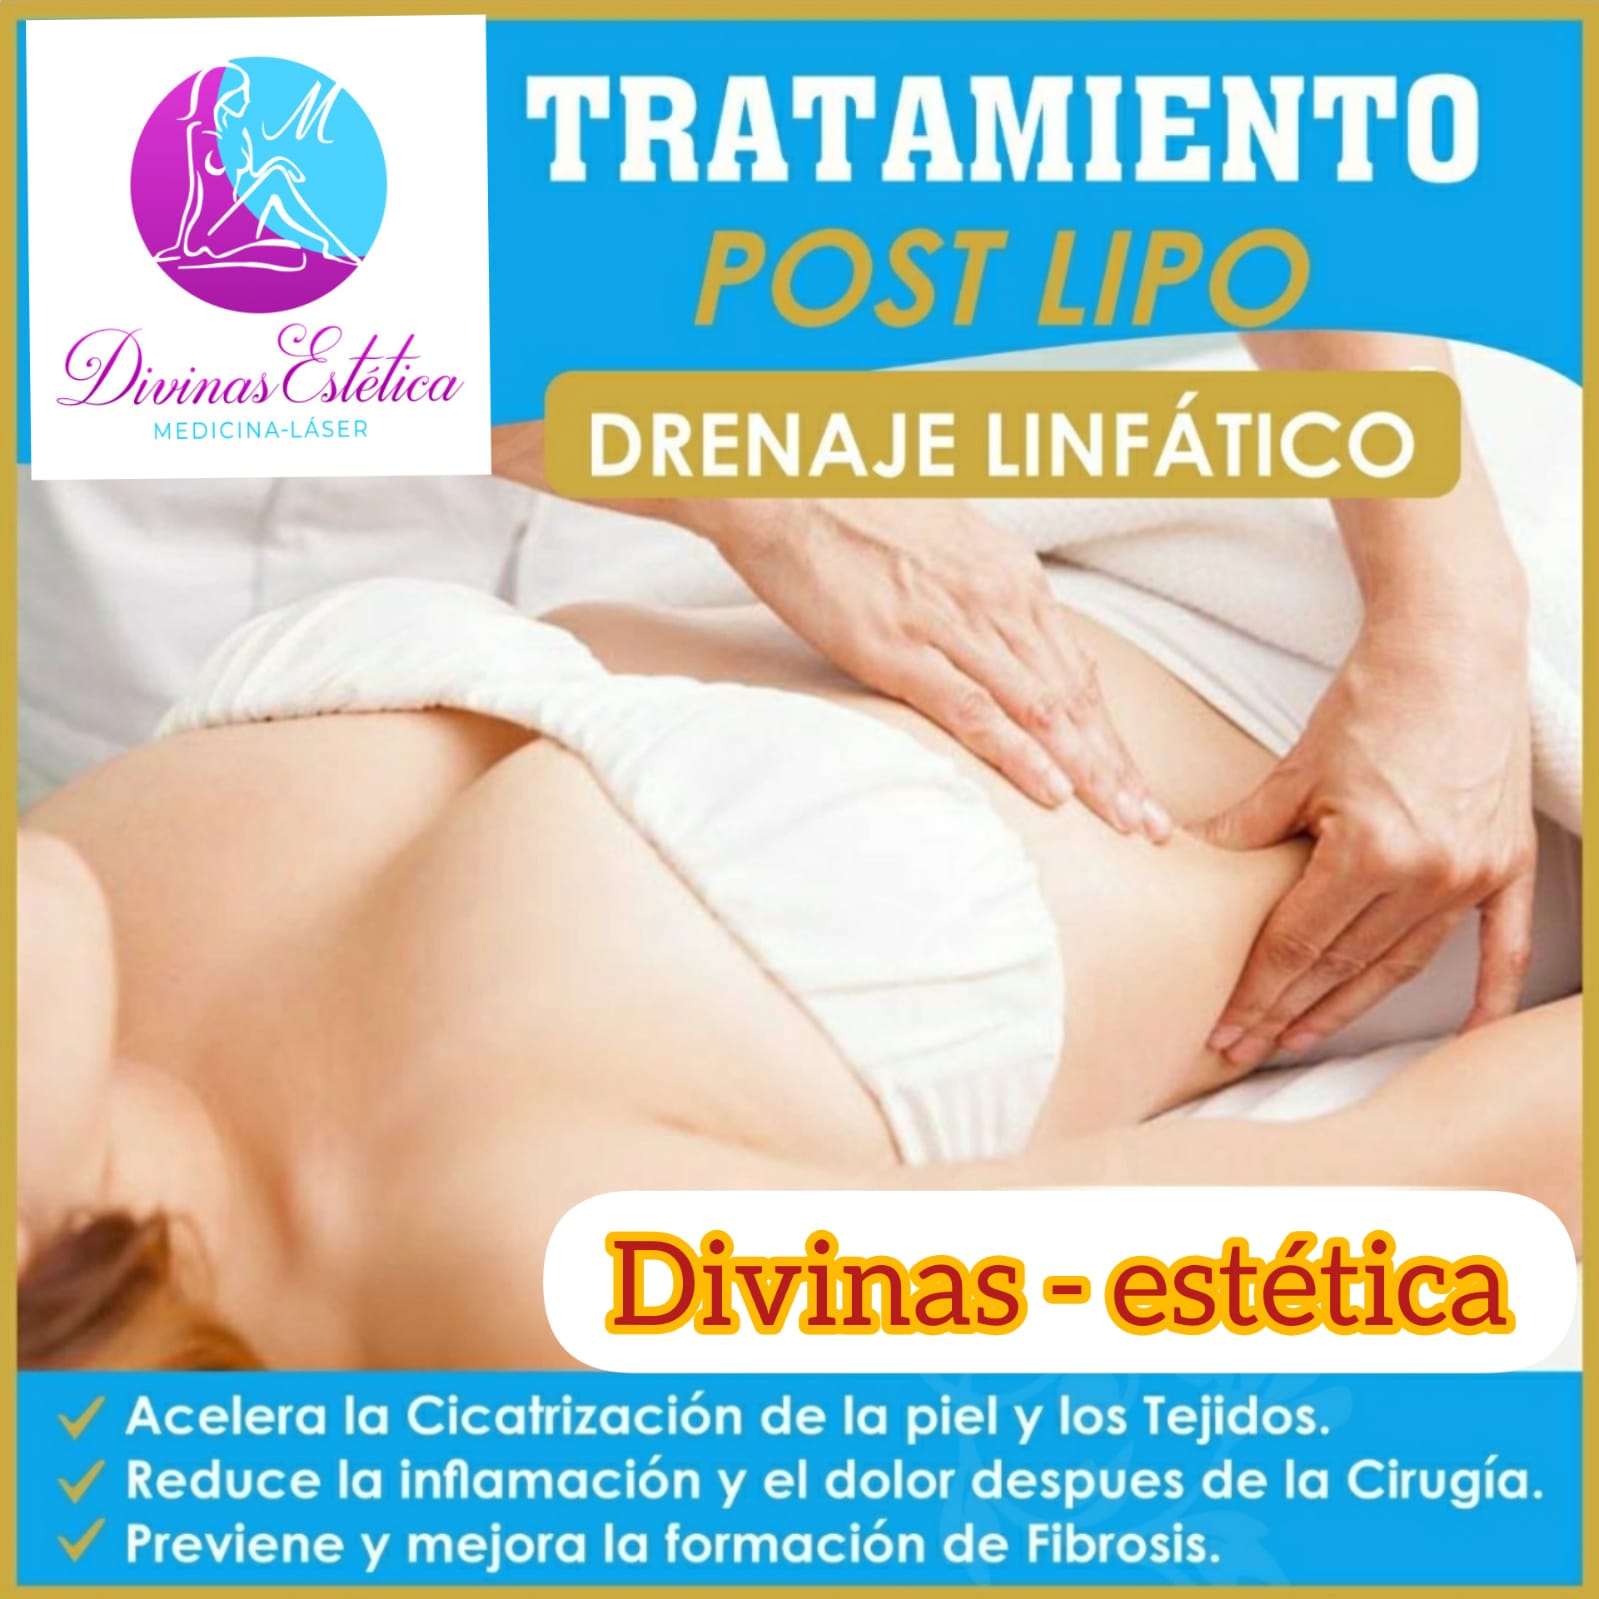 M
Divinas Estética
MEDICINA-LÁSER
TRATAMIENTO
POST LIPO
DRENAJE LINFÁTICO
Divinas - estética
Acelera la Cicatrización de la piel y los Tejidos.
Reduce la inflamación y el dolor despues de la Cirugía.
Previene y mejora la formación de Fibrosis.